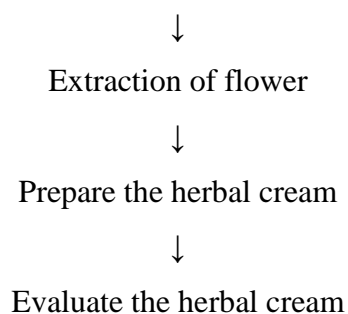 ↓
Extraction of flower
↓
Prepare the herbal cream
↓
Evaluate the herbal cream